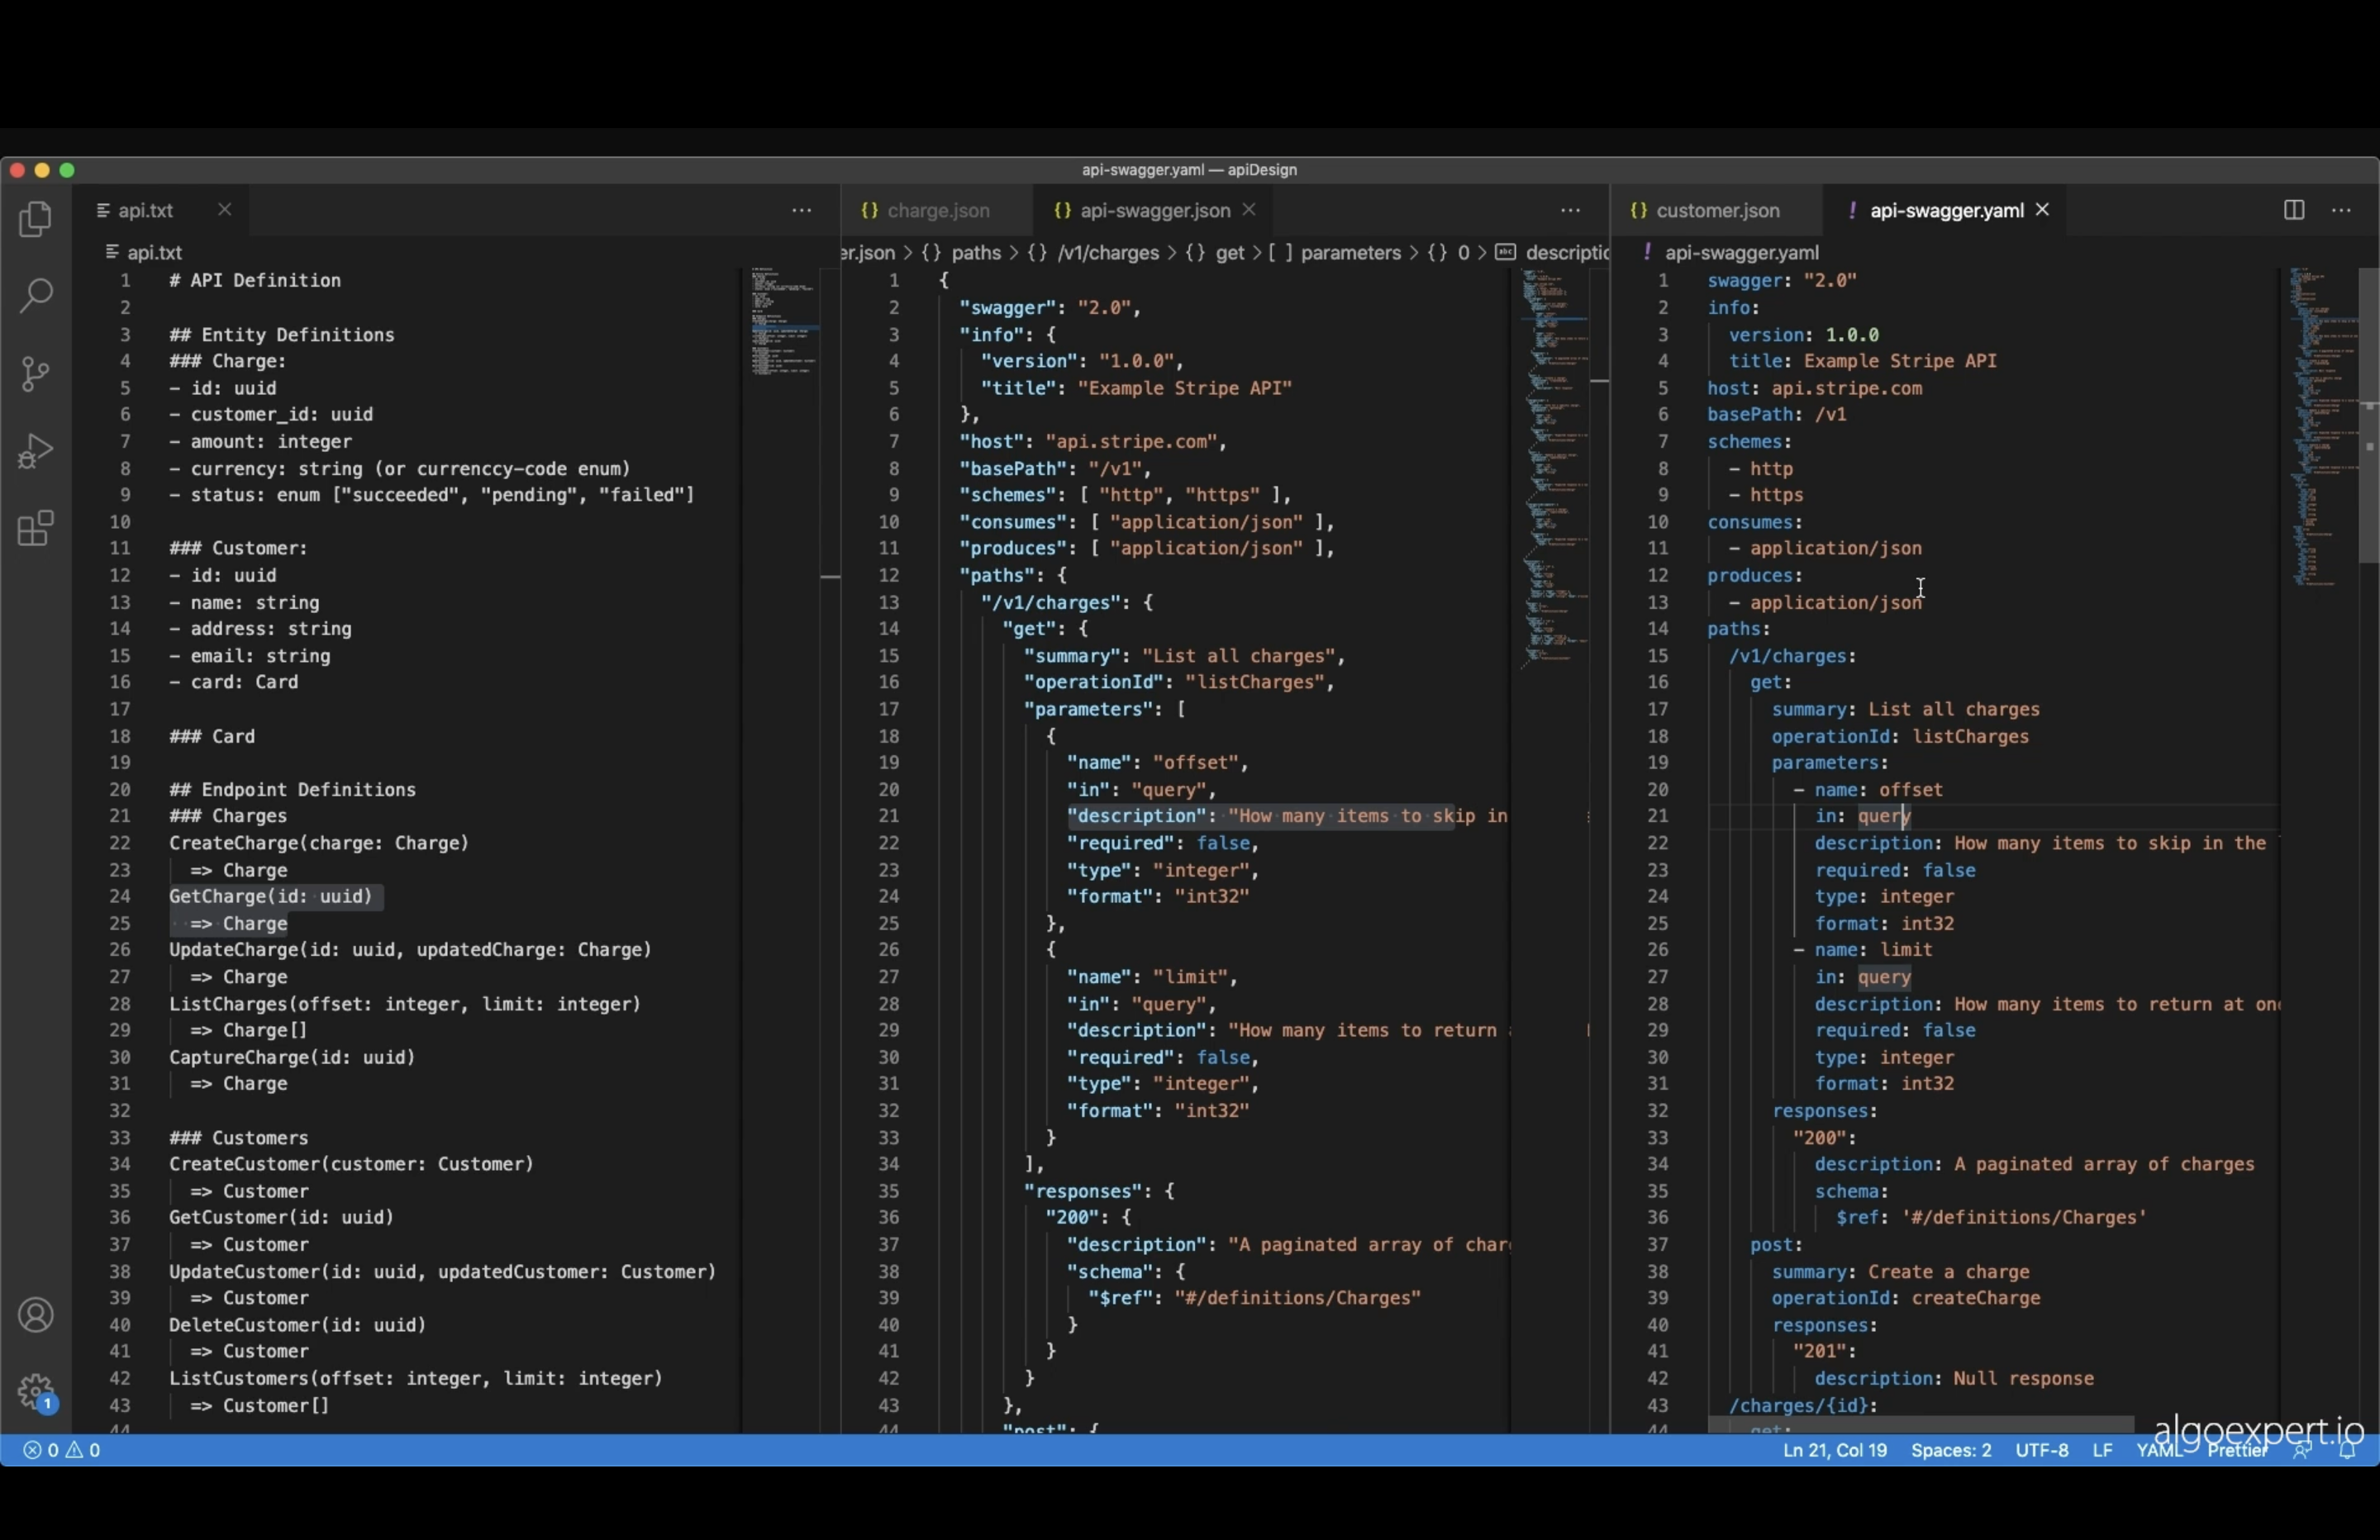 api-swagger.yaml — apiDesign
api.txt
api.txt
1 # API Definition
2
3 ## Entity Definitions
4 ### Charge:
5 - id: uuid
6 - customer_id: uuid
7 - amount: integer
8 - currency: string (or currenccy-code enum)
9 - status: enum ["succeeded", "pending", "failed"]
10
11 ### Customer:
12 - id: uuid
13 - name: string
14 - address: string
15 - email: string
16 - card: Card
17
18 ### Card
19
20 ## Endpoint Definitions
21 ### Charges
22 CreateCharge(charge: Charge)
23 => Charge
24 GetCharge(id: uuid)
25 => Charge
26 UpdateCharge(id: uuid, updatedCharge: Charge)
27 => Charge
28 ListCharges(offset: integer, limit: integer)
29 => Charge[]
30 CaptureCharge(id: uuid)
31 => Charge
32
33 ### Customers
34 CreateCustomer(customer: Customer)
35 => Customer
36 GetCustomer(id: uuid)
37 => Customer
38 UpdateCustomer(id: uuid, updatedCustomer: Customer)
39 => Customer
40 DeleteCustomer(id: uuid)
41 => Customer
42 ListCustomers(offset: integer, limit: integer)
43 => Customer[]
44
{} charge.json
{} api-swagger.json
er.json > {} paths > {} /v1/charges > {} get > [ ] parameters > {} 0 > abc descriptio
1 {
2 "swagger": "2.0",
3 "info": {
4 "version": "1.0.0",
5 "title": "Example Stripe API"
6 },
7 "host": "api.stripe.com",
8 "basePath": "/v1",
9 "schemes": [ "http", "https" ],
10 "consumes": [ "application/json" ],
11 "produces": [ "application/json" ],
12 "paths": {
13 "/v1/charges": {
14 "get": {
15 "summary": "List all charges",
16 "operationId": "listCharges",
17 "parameters": [
18 {
19 "name": "offset",
20 "in": "query",
21 "description": "How many items to skip in
22 "required": false,
23 "type": "integer",
24 "format": "int32"
25 },
26 {
27 "name": "limit",
28 "in": "query",
29 "description": "How many items to return
30 "required": false,
31 "type": "integer",
32 "format": "int32"
33 }
34 ],
35 "responses": {
36 "200": {
37 "description": "A paginated array of char
38 "schema": {
39 "$ref": "#/definitions/Charges"
40 }
41 }
42 }
43 },
44 "post": {
{} customer.json
! api-swagger.yaml
! api-swagger.yaml
1 swagger: "2.0"
2 info:
3 version: 1.0.0
4 title: Example Stripe API
5 host: api.stripe.com
6 basePath: /v1
7 schemes:
8 - http
9 - https
10 consumes:
11 - application/json
12 produces:
13 - application/json
14 paths:
15 /v1/charges:
16 get:
17 summary: List all charges
18 operationId: listCharges
19 parameters:
20 - name: offset
21 in: query
22 description: How many items to skip in the
23 required: false
24 type: integer
25 format: int32
26 - name: limit
27 in: query
28 description: How many items to return at on
29 required: false
30 type: integer
31 format: int32
32 responses:
33 "200":
34 description: A paginated array of charges
35 schema:
36 $ref: '#/definitions/Charges'
37 post:
38 summary: Create a charge
39 operationId: createCharge
40 responses:
41 "201":
42 description: Null response
43 /charges/{id}:
44 get:
algoexpert.io
1
0 0
Ln 21, Col 19 Spaces: 2 UTF-8 LF YAML Prettier